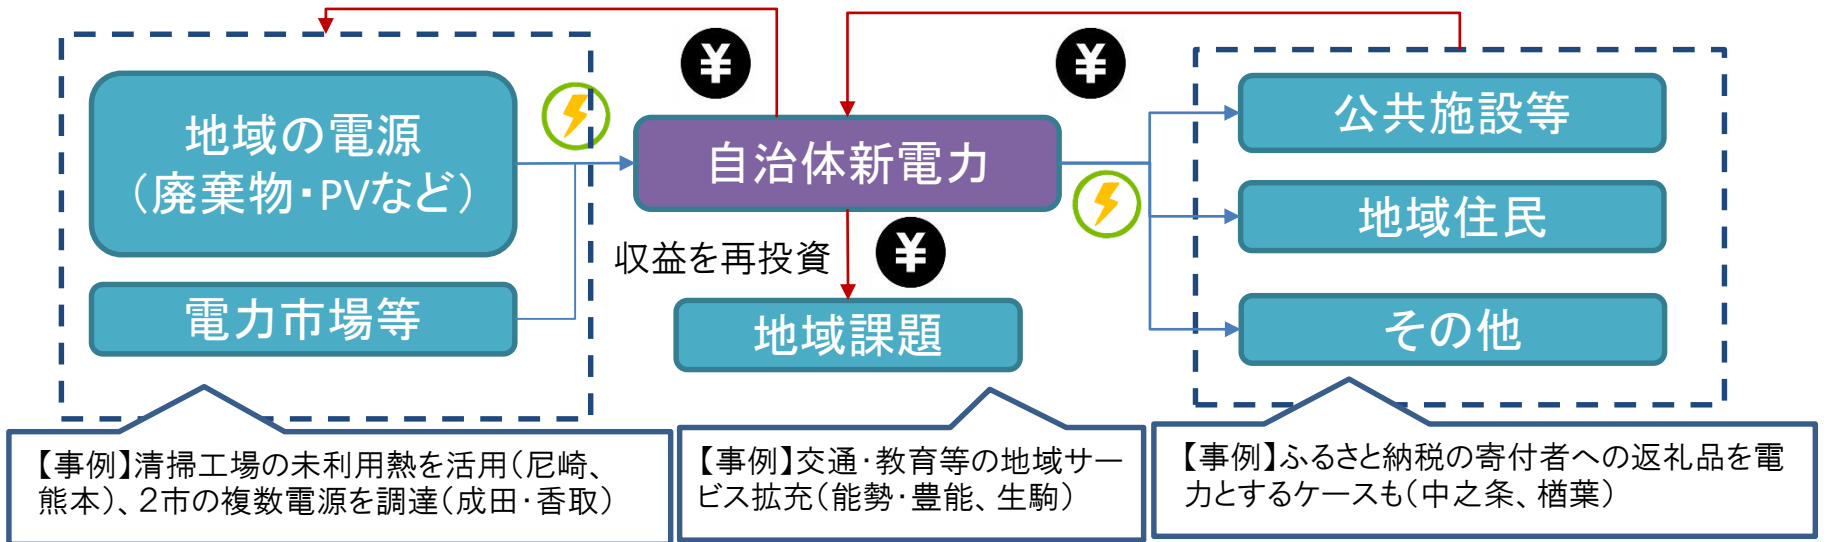 地域の電源
（廃棄物・PVなど）
電力市場等
¥
¥
自治体新電力
収益を再投資
¥
地域課題
公共施設等
地域住民
その他
【事例】清掃工場の未利用熱を活用（尼崎、
熊本）、２市の複数電源を調達（成田・香取）
【事例】交通・教育等の地域サー
ビス拡充（能勢・豊能、生駒）
【事例】ふるさと納税の寄付者への返礼品を電
力とするケースも（中之条、楢葉）